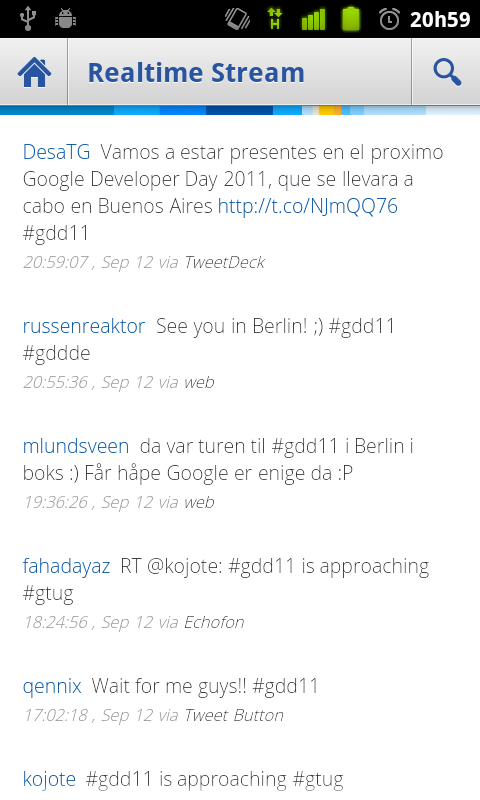 H 20h59
Realtime Stream
DesaTG Vamos a estar presentes en el proximo
Google Developer Day 2011, que se llevara a
cabo en Buenos Aires http://t.co/NJmQQ76
#gdd11
20:59:07 , Sep 12 via TweetDeck
russenreaktor See you in Berlin! ;) #gdd11
#gddde
20:55:36 , Sep 12 via web
mlundsveen da var turen til #gdd11 i Berlin i
boks :) Får håpe Google er enige da :P
19:36:26 , Sep 12 via web
fahadayaz RT @kojote: #gdd11 is approaching
#gtug
18:24:56 , Sep 12 via Echofon
qennix Wait for me guys!! #gdd11
17:02:18 , Sep 12 via Tweet Button
kojote #gdd11 is approaching #gtug